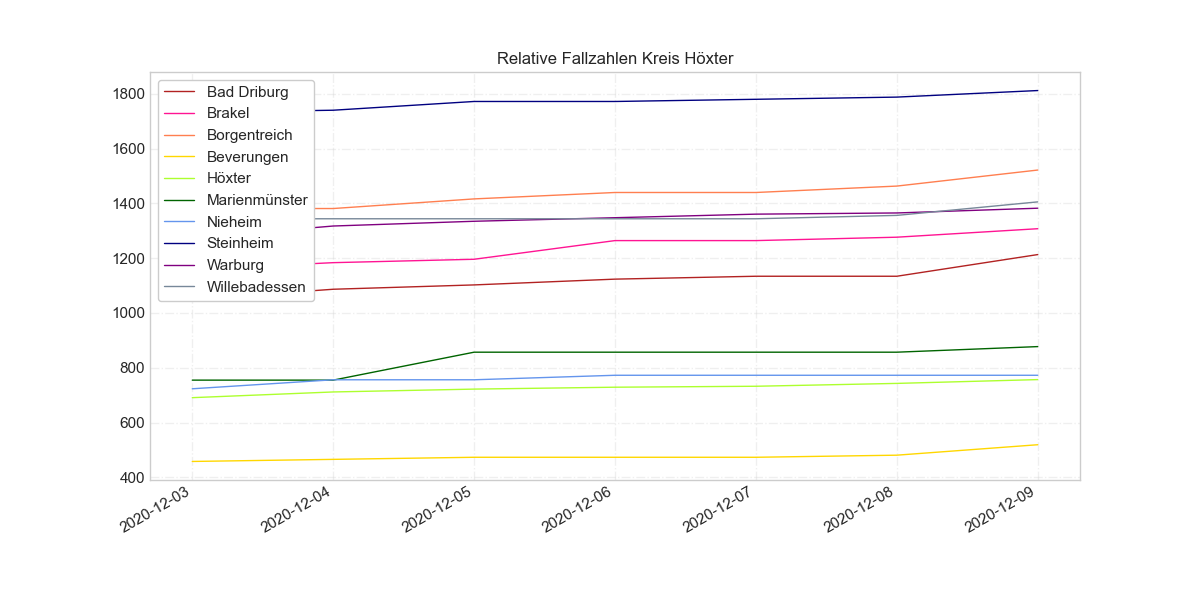 Relative Fallzahlen Kreis Höxter
Bad Driburg
Brakel
Borgentreich
Beverungen
Höxter
Marienmünster
Nieheim
Steinheim
Warburg
Willebadessen
1800
1600
1400
1200
1000
800
600
400
2020-12-03
2020-12-04
2020-12-05
2020-12-06
2020-12-07
2020-12-08
2020-12-09